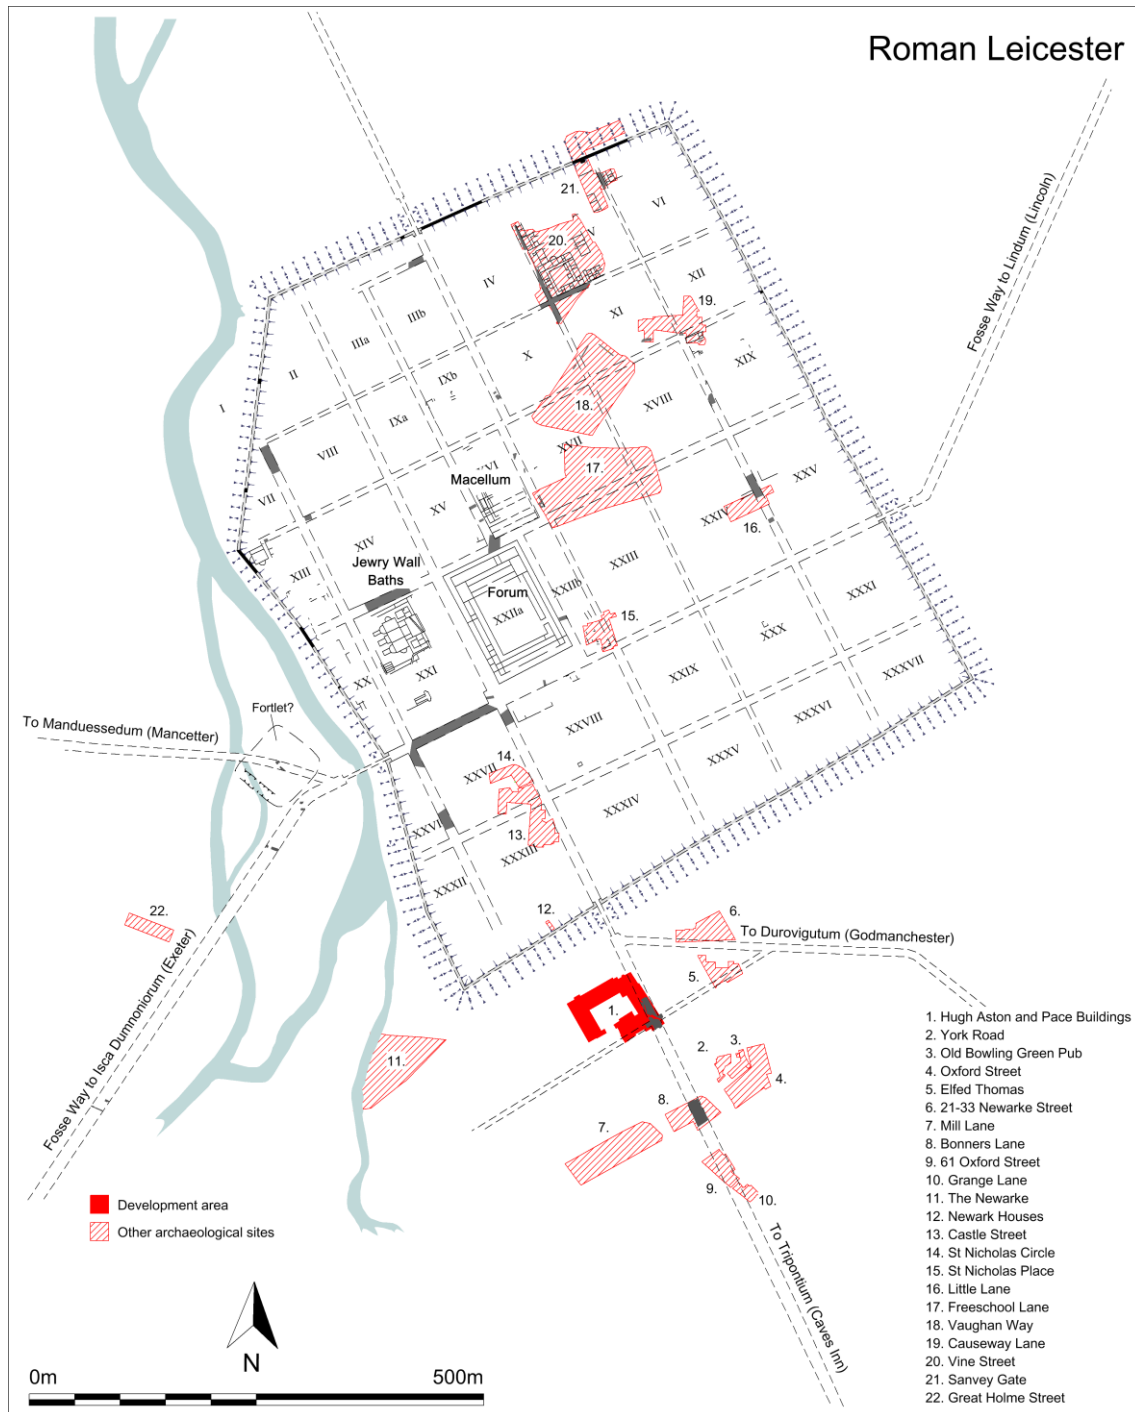 Roman Leicester
Fosse Way to Lindum (Lincoln)
21.
VI
20.
V
IV
XII
19.
IIIb
XI
IIIa
X
XIX
II
IXb
I
IXa
18.
XVIII
VIII
XVII
VI
17.
Macellum
XXV
VII
XV
XXIV
16.
XIV
XIII
Jewry Wall
Baths
XXIII
Forum
XXIIb
XXIIa
XXXI
15.
XXX
XXI
XX
XXIX
XXXVII
Fortlet?
To Manduessedum (Mancetter)
XXVIII
XXXVI
14.
XXVII
XXXV
XXXIV
XXVI
13.
XXXIII
XXXII
22.
12.
6.
To Durovigutum (Godmanchester)
5.
Fosse Way to Isca Dumnoniorum (Exeter)
1.
2.
3.
11.
4.
8.
7.
9.
10.
To Tripontium (Caves Inn)
1. Hugh Aston and Pace Buildings
2. York Road
3. Old Bowling Green Pub
4. Oxford Street
5. Elfed Thomas
6. 21-33 Newarke Street
7. Mill Lane
8. Bonners Lane
9. 61 Oxford Street
10. Grange Lane
11. The Newarke
12. Newark Houses
13. Castle Street
14. St Nicholas Circle
15. St Nicholas Place
16. Little Lane
17. Freeschool Lane
18. Vaughan Way
19. Causeway Lane
20. Vine Street
21. Sanvey Gate
22. Great Holme Street
Development area
Other archaeological sites
N
0m
500m